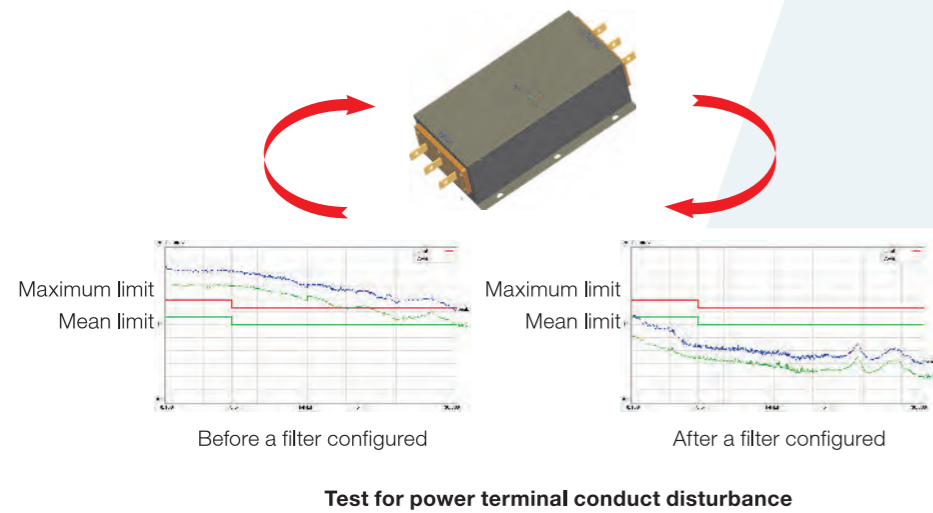 Maximum limit
Mean limit
Maximum limit
Mean limit
Before a filter configured
After a filter configured
Test for power terminal conduct disturbance